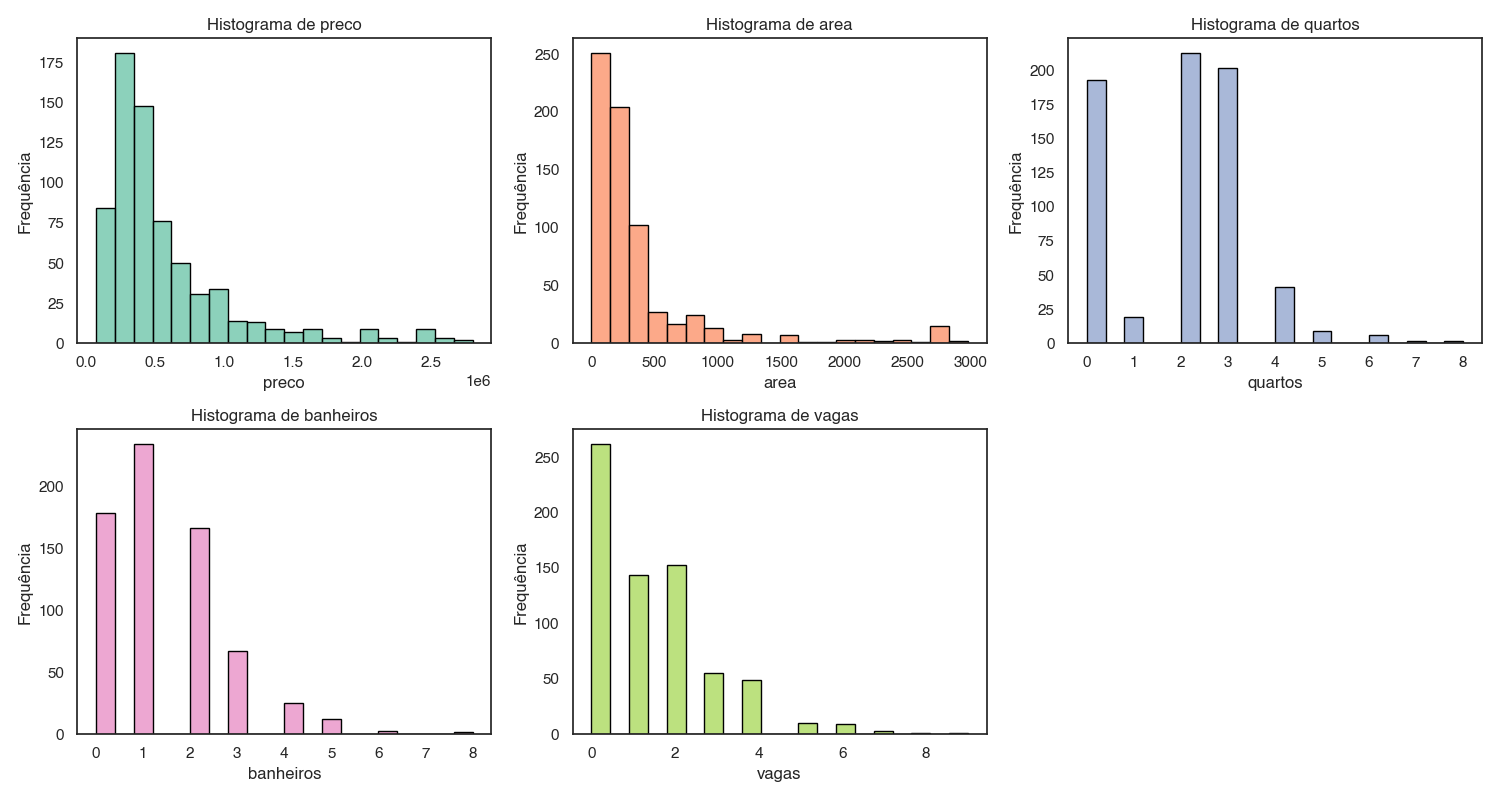 Histograma de preco
175
150
125
100
75
50
25
0
Frequência
0.0 0.5 1.0 1.5 2.0 2.5
1e6
preco
Histograma de area
250
200
150
100
50
0
Frequência
0 500 1000 1500 2000 2500 3000
area
Histograma de quartos
200
175
150
125
100
75
50
25
0
Frequência
0 1 2 3 4 5 6 7 8
quartos
Histograma de banheiros
200
150
100
50
0
Frequência
0 1 2 3 4 5 6 7 8
banheiros
Histograma de vagas
250
200
150
100
50
0
Frequência
0 2 4 6 8
vagas